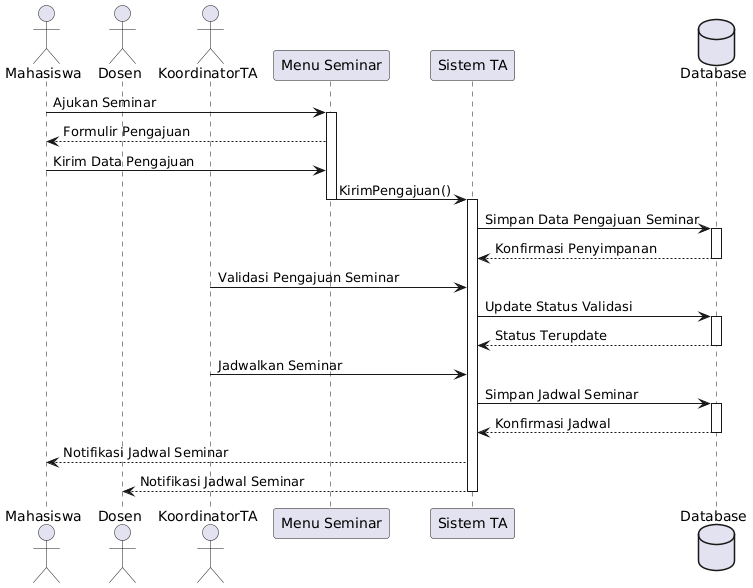 Mahasiswa
Dosen
KoordinatorTA
Menu Seminar
Sistem TA
Database
Ajukan Seminar
Formulir Pengajuan
Kirim Data Pengajuan
KirimPengajuan()
Simpan Data Pengajuan Seminar
Konfirmasi Penyimpanan
Validasi Pengajuan Seminar
Update Status Validasi
Status Terupdate
Jadwalkan Seminar
Simpan Jadwal Seminar
Konfirmasi Jadwal
Notifikasi Jadwal Seminar
Notifikasi Jadwal Seminar
Mahasiswa
Dosen
KoordinatorTA
Menu Seminar
Sistem TA
Database